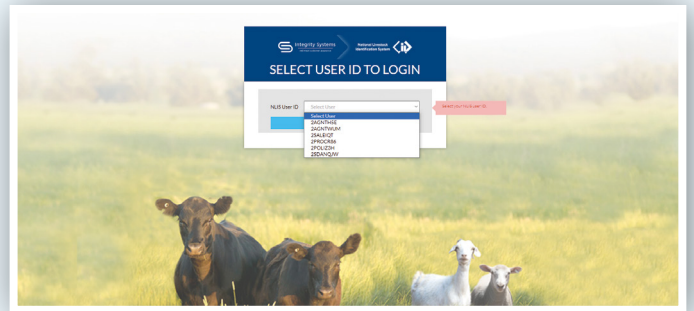 Integrity Systems
National Livestock
Identification System
SELECT USER ID TO LOGIN
NLIS User ID
Select User
Select User
2AGNTHSE
2AGNTWUM
2SALEIQT
2PROCR86
2POLIZ3H
2SDANQJW